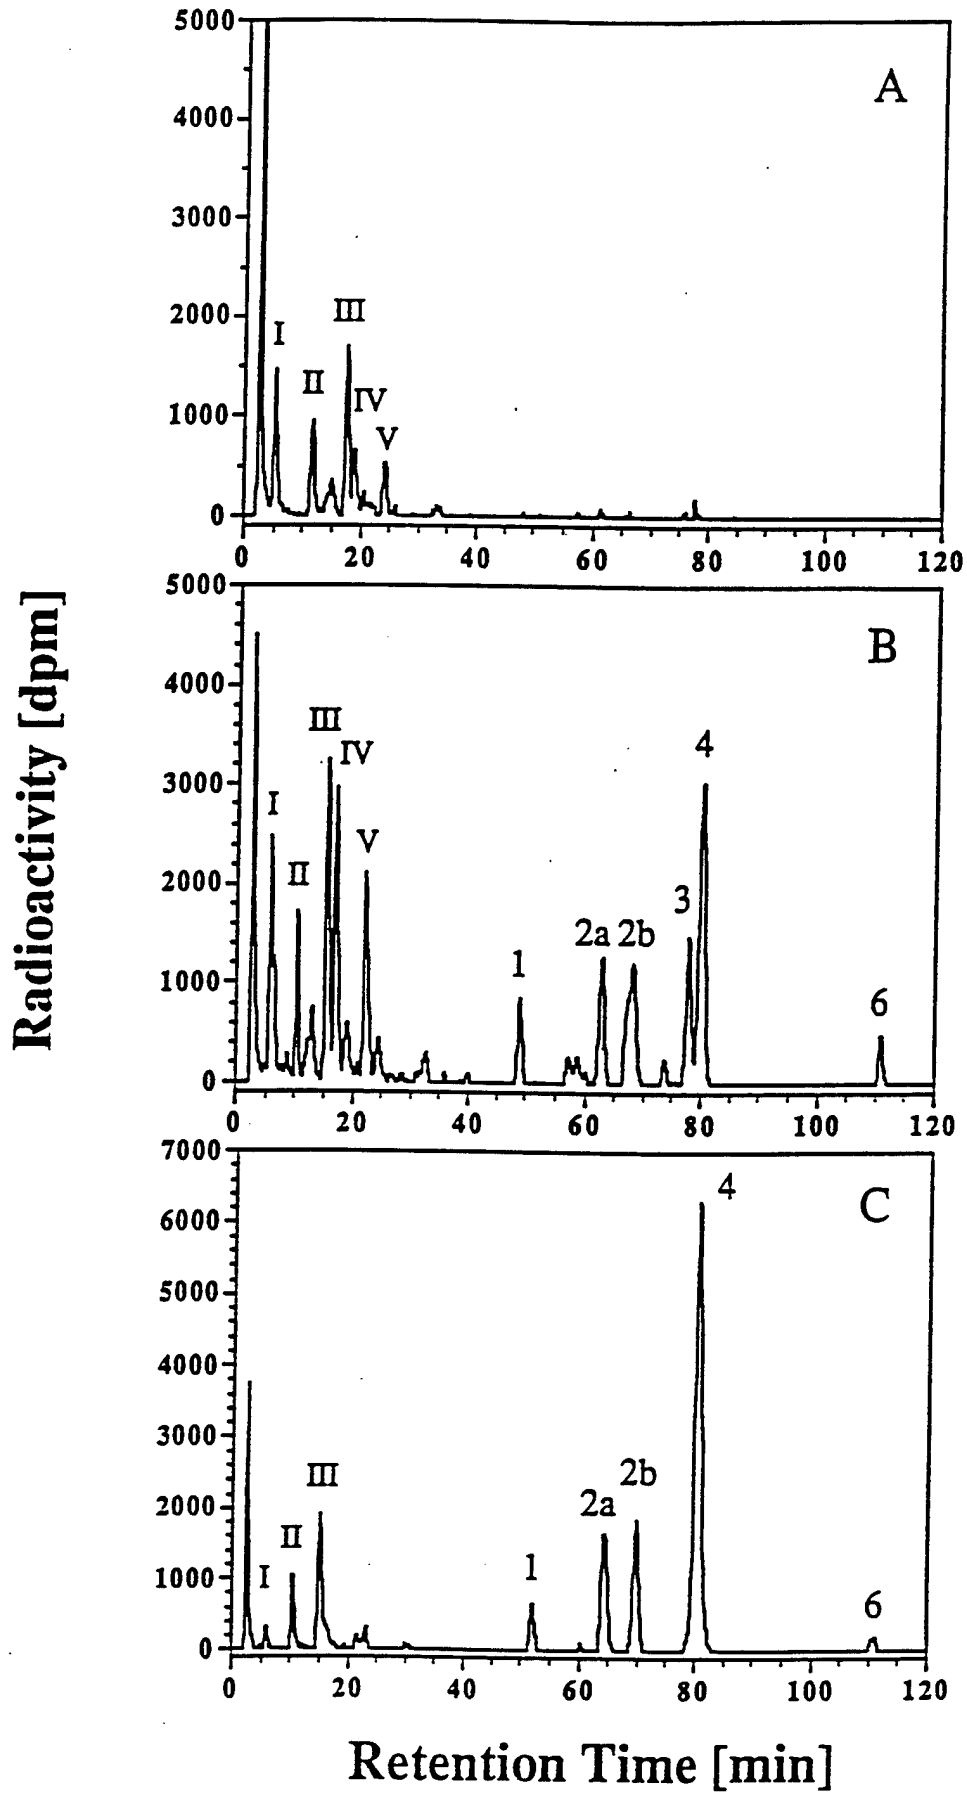 Radioactivity [dpm]
5000
4000
3000
2000
1000
0
A
I
II
III
IV
V
0 20 40 60 80 100 120
5000
4000
3000
2000
1000
0
B
I
II
III
IV
V
1
2a 2b
3
4
6
0 20 40 60 80 100 120
7000
6000
5000
4000
3000
2000
1000
0
C
I
II
III
1
2a
2b
4
6
0 20 40 60 80 100 120
Retention Time [min]